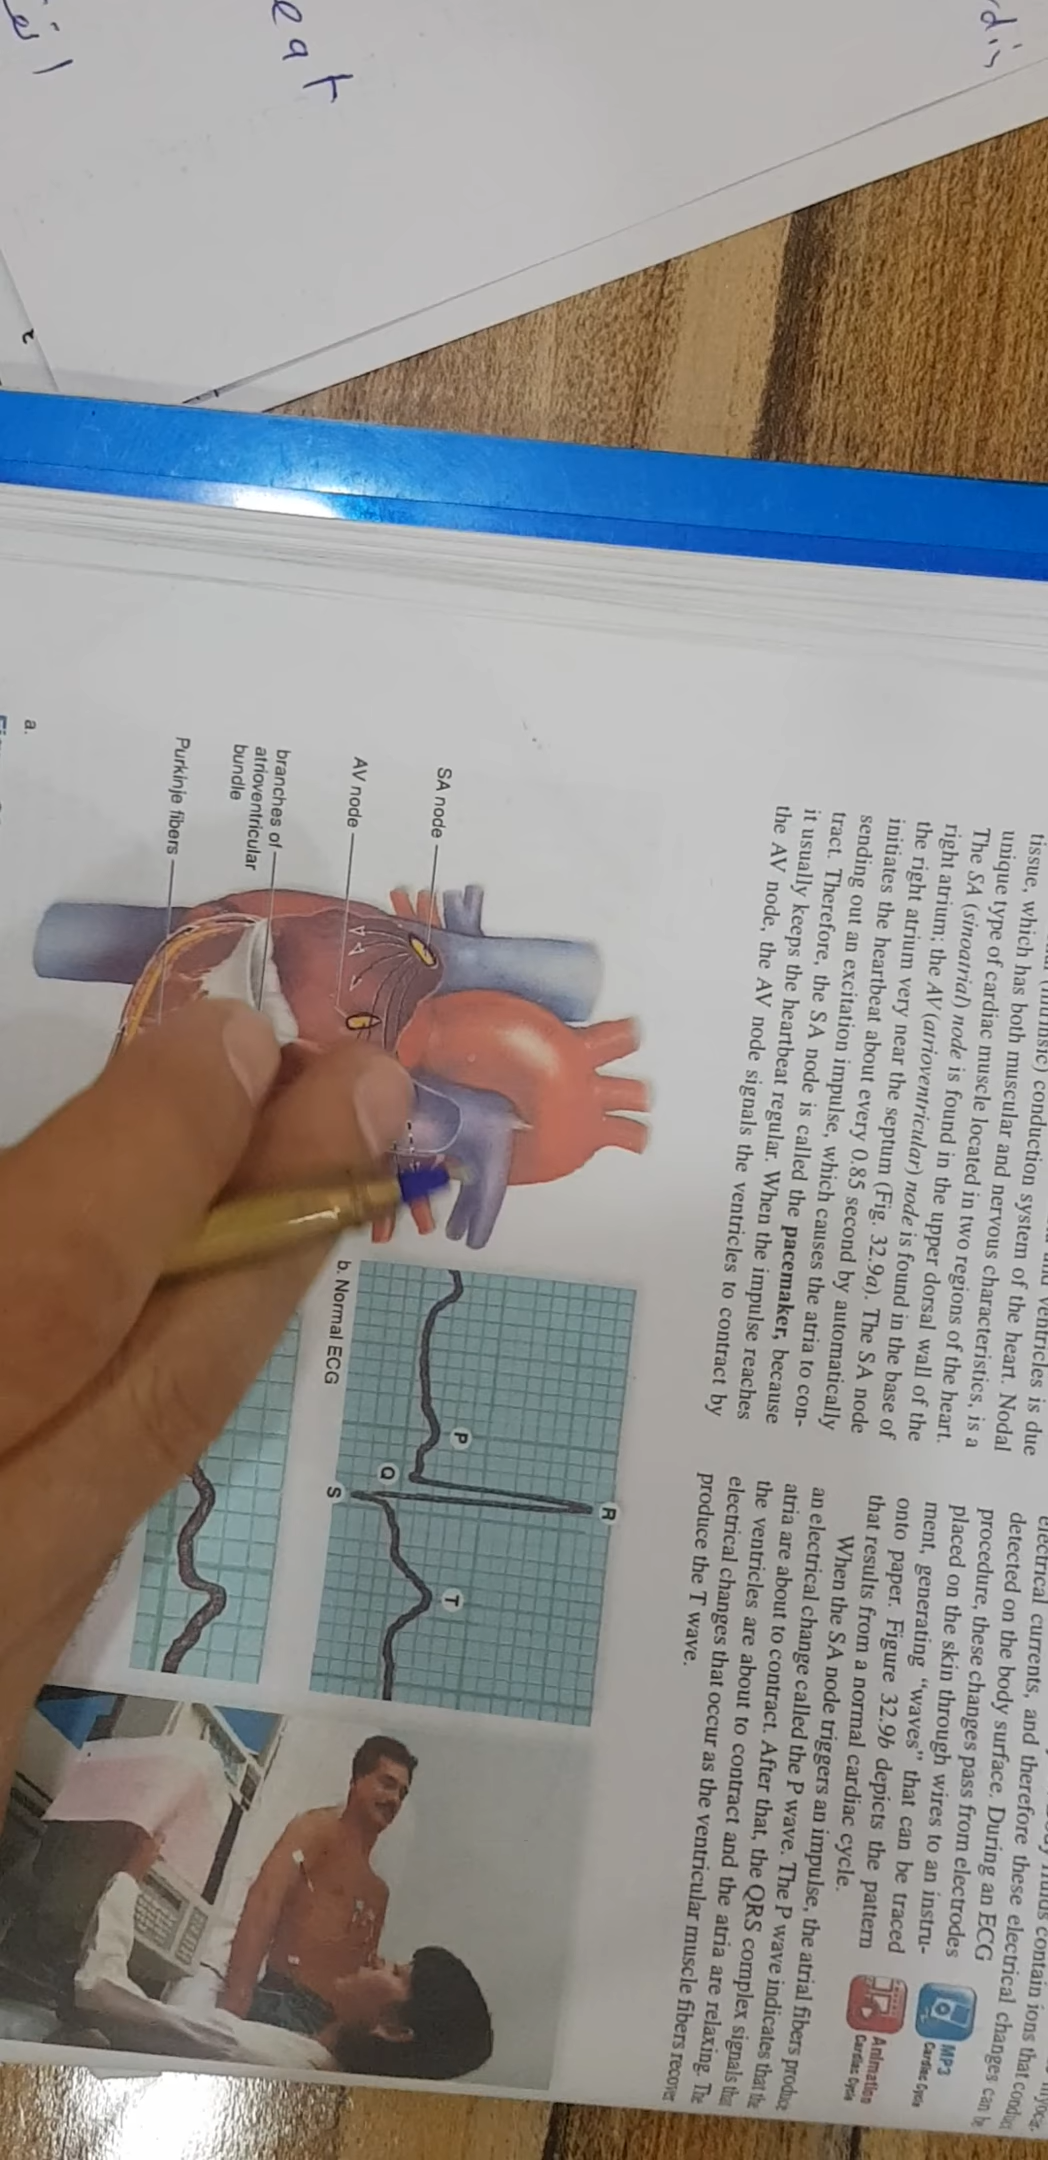 eat
tissue, which has both muscular and nervous characteristics, is a
unique type of cardiac muscle located in two regions of the heart. Nodal
The SA (sinoatrial) node is found in the upper dorsal wall of the
right atrium; the AV (atrioventricular) node is found in the base of
the right atrium very near the septum (Fig. 32.9a). The SA node
initiates the heartbeat about every 0.85 second by automatically
sending out an excitation impulse, which causes the atria to con-
tract. Therefore, the SA node is called the pacemaker, because
it usually keeps the heartbeat regular. When the impulse reaches
the AV node, the AV node signals the ventricles to contract by
electrical currents, and therefore these electrical changes can be
detected on the body surface. During an ECG
procedure, these changes pass from electrodes
placed on the skin through wires to an instru-
ment, generating "waves" that can be traced
onto paper. Figure 32.9b depicts the pattern
that results from a normal cardiac cycle.
When the SA node triggers an impulse, the atrial fibers produce
an electrical change called the P wave. The P wave indicates that the
atria are about to contract. After that, the QRS complex signals that
the ventricles are about to contract and the atria are relaxing. The
electrical changes that occur as the ventricular muscle fibers recover
produce the T wave.
MP3
Cardiac Cycle
Animation
Cardiac Cycle
SA node
AV node
branches of
atrioventricular
bundle
Purkinje fibers
a.
R
P
T
Q
S
b. Normal ECG